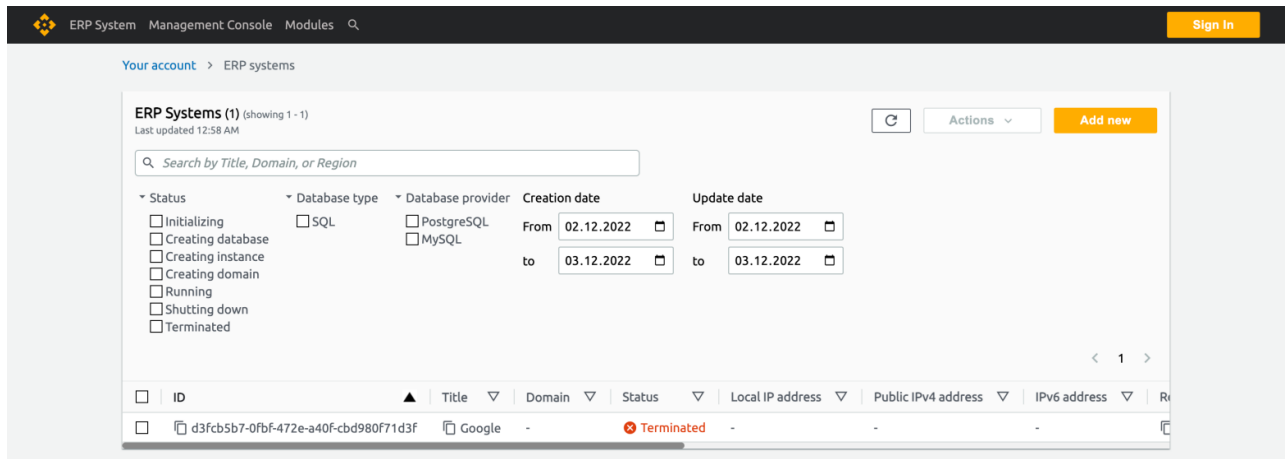 ERP System Management Console Modules Sign In
Your account > ERP systems
ERP Systems (1) (showing 1 - 1)
Last updated 12:58 AM
Actions Add new
Search by Title, Domain, or Region
Status Database type Database provider Creation date Update date
Initializing SQL PostgreSQL From 02.12.2022 From 02.12.2022
Creating database MySQL
Creating instance to 03.12.2022 to 03.12.2022
Creating domain
Running
Shutting down
Terminated
< 1 >
ID Title Domain Status Local IP address Public IPv4 address IPv6 address
d3fcb5b7-0fbf-472e-a40f-cbd980f71d3f Google - Terminated - - -